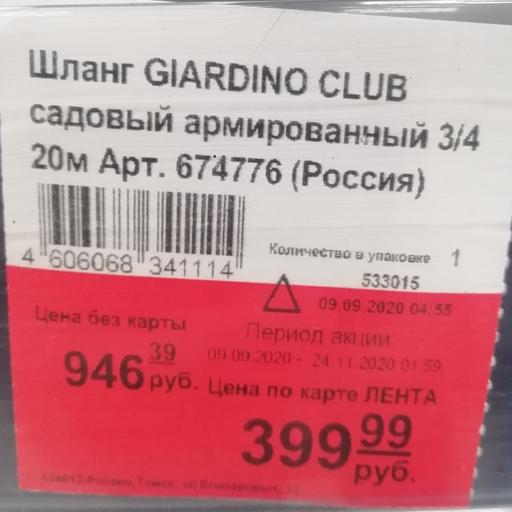 Шланг GIARDINO CLUB
садовый армированный 3/4
20м Арт. 674776 (Россия)
4 606068 341114
Количество в упаковке 1
533015
09.09.2020 04:55
Цена без карты
Период акции:
09.09.2020 - 24.11.2020 01:59
946 39 руб.
Цена по карте ЛЕНТА
399 99 руб.
Россия, Томск, ул